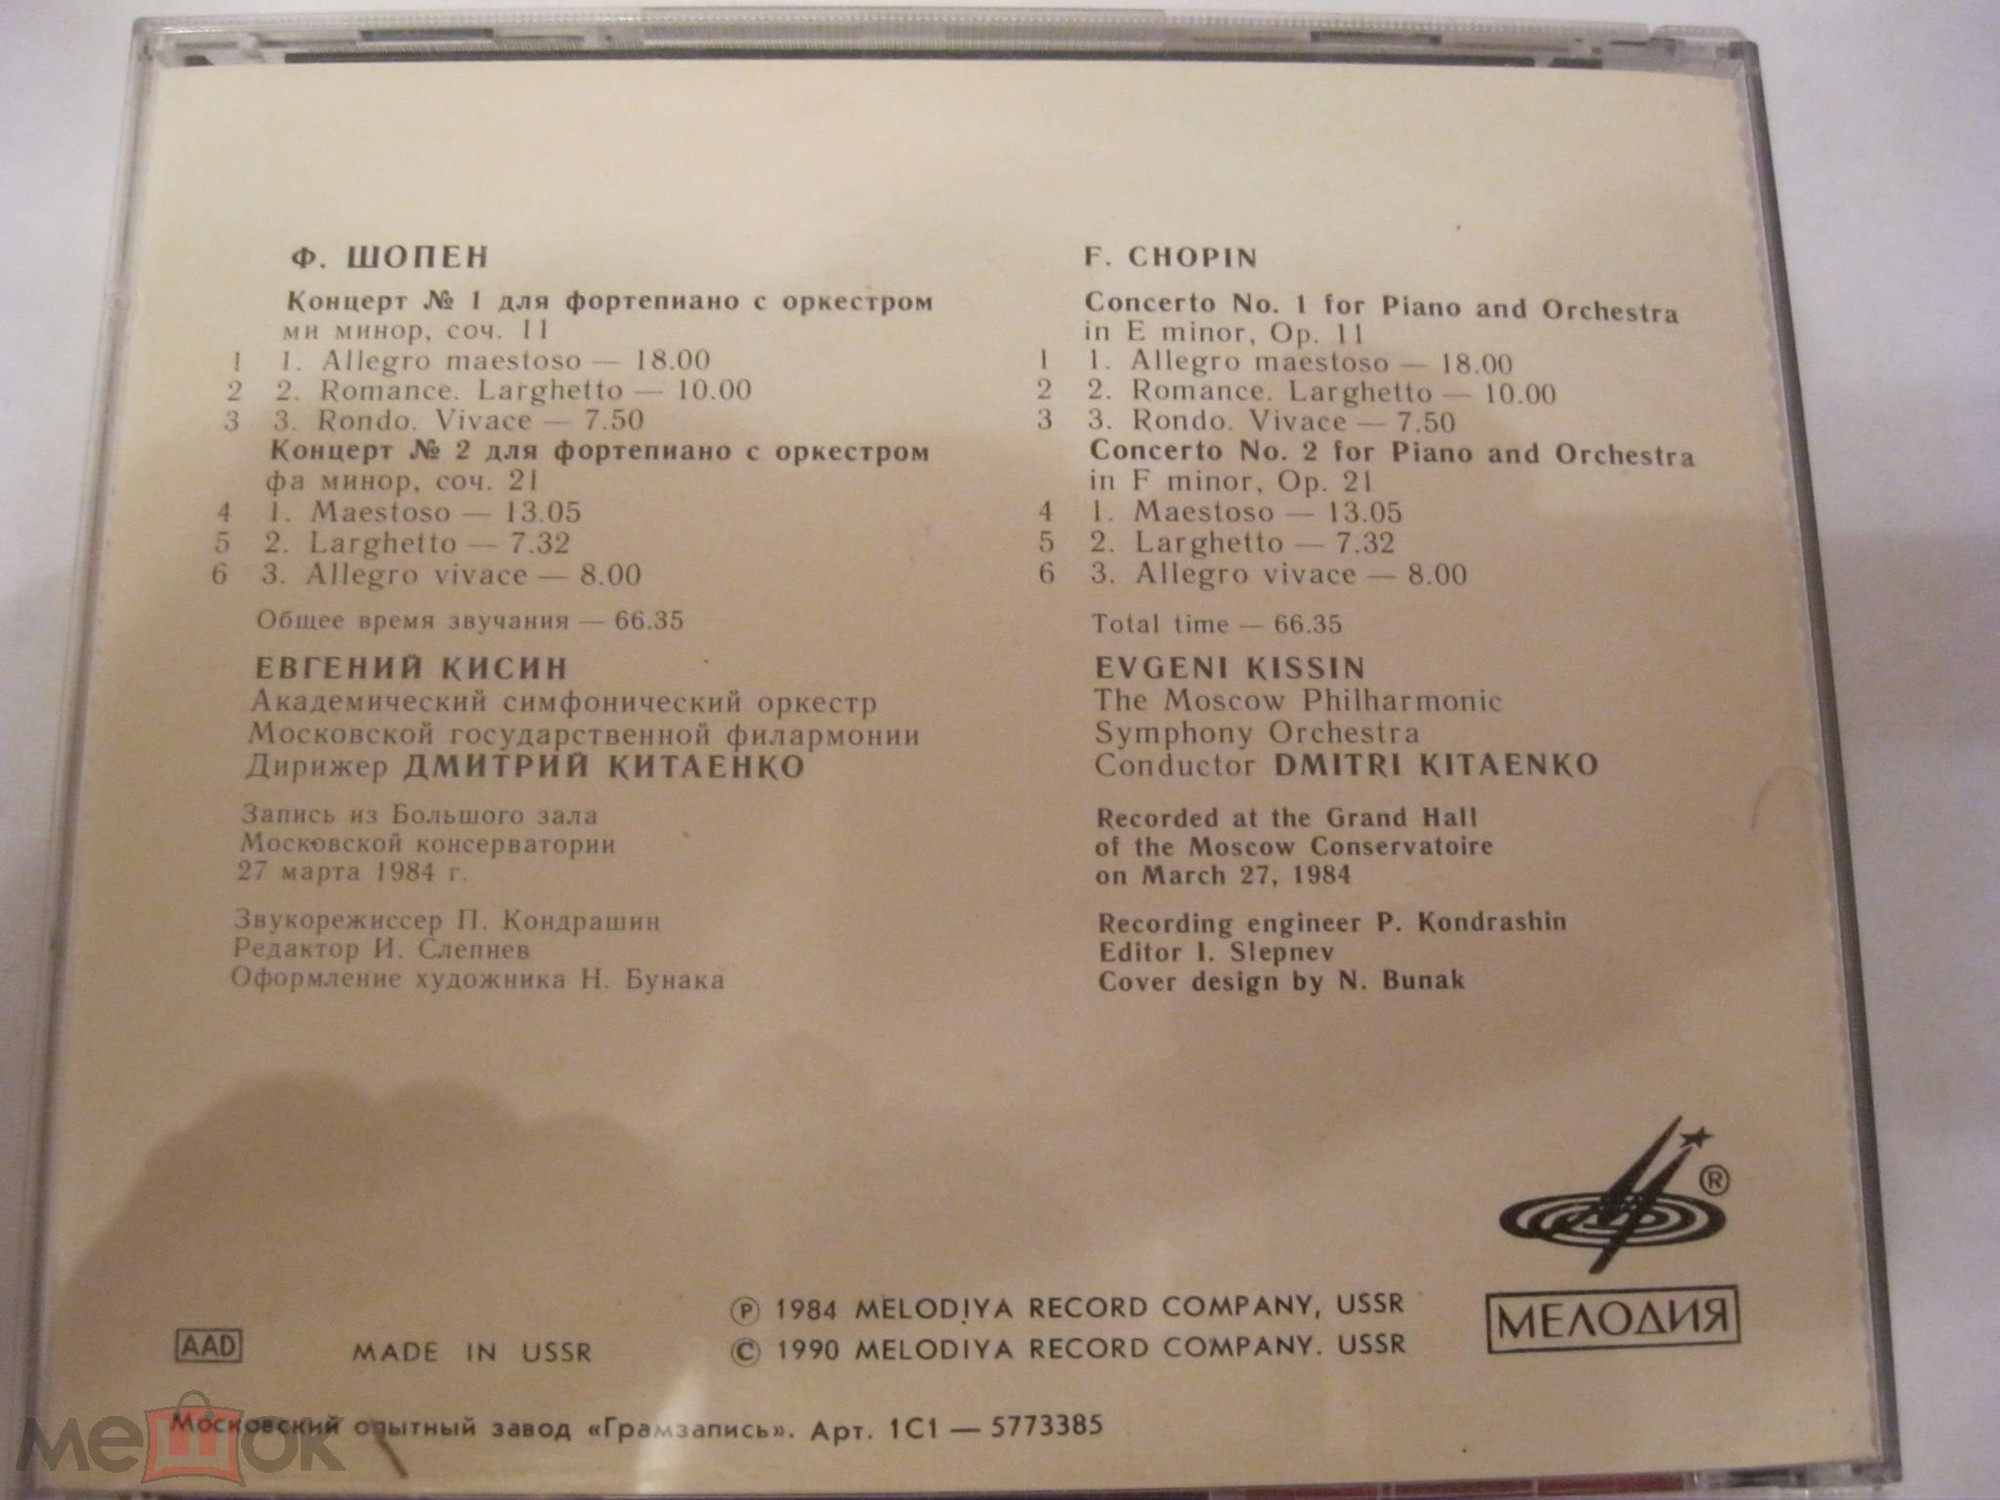 Ф. ШОПЕН
Концерт № 1 для фортепиано с оркестром
ми минор, соч. 11
1 1. Allegro maestoso — 18.00
2 2. Romance. Larghetto — 10.00
3 3. Rondo. Vivace — 7.50
Концерт № 2 для фортепиано с оркестром
фа минор, соч. 21
4 1. Maestoso — 13.05
5 2. Larghetto — 7.32
6 3. Allegro vivace — 8.00
Общее время звучания — 66.35
ЕВГЕНИЙ КИСИН
Академический симфонический оркестр
Московской государственной филармонии
Дирижер ДМИТРИЙ КИТАЕНКО
Запись из Большого зала
Московской консерватории
27 марта 1984 г.
Звукорежиссер П. Кондрашин
Редактор И. Слепнев
Оформление художника Н. Бунака
F. CHOPIN
Concerto No. 1 for Piano and Orchestra
in E minor, Op. 11
1 1. Allegro maestoso — 18.00
2 2. Romance. Larghetto — 10.00
3 3. Rondo. Vivace — 7.50
Concerto No. 2 for Piano and Orchestra
in F minor, Op. 21
4 1. Maestoso — 13.05
5 2. Larghetto — 7.32
6 3. Allegro vivace — 8.00
Total time — 66.35
EVGENI KISSIN
The Moscow Philharmonic
Symphony Orchestra
Conductor DMITRI KITAENKO
Recorded at the Grand Hall
of the Moscow Conservatoire
on March 27, 1984
Recording engineer P. Kondrashin
Editor I. Slepnev
Cover design by N. Bunak
®
МЕЛОДИЯ
AAD
MADE IN USSR
℗ 1984 MELODIYA RECORD COMPANY, USSR
© 1990 MELODIYA RECORD COMPANY. USSR
Московский опытный завод «Грамзапись». Арт. 1С1 — 5773385
мешок